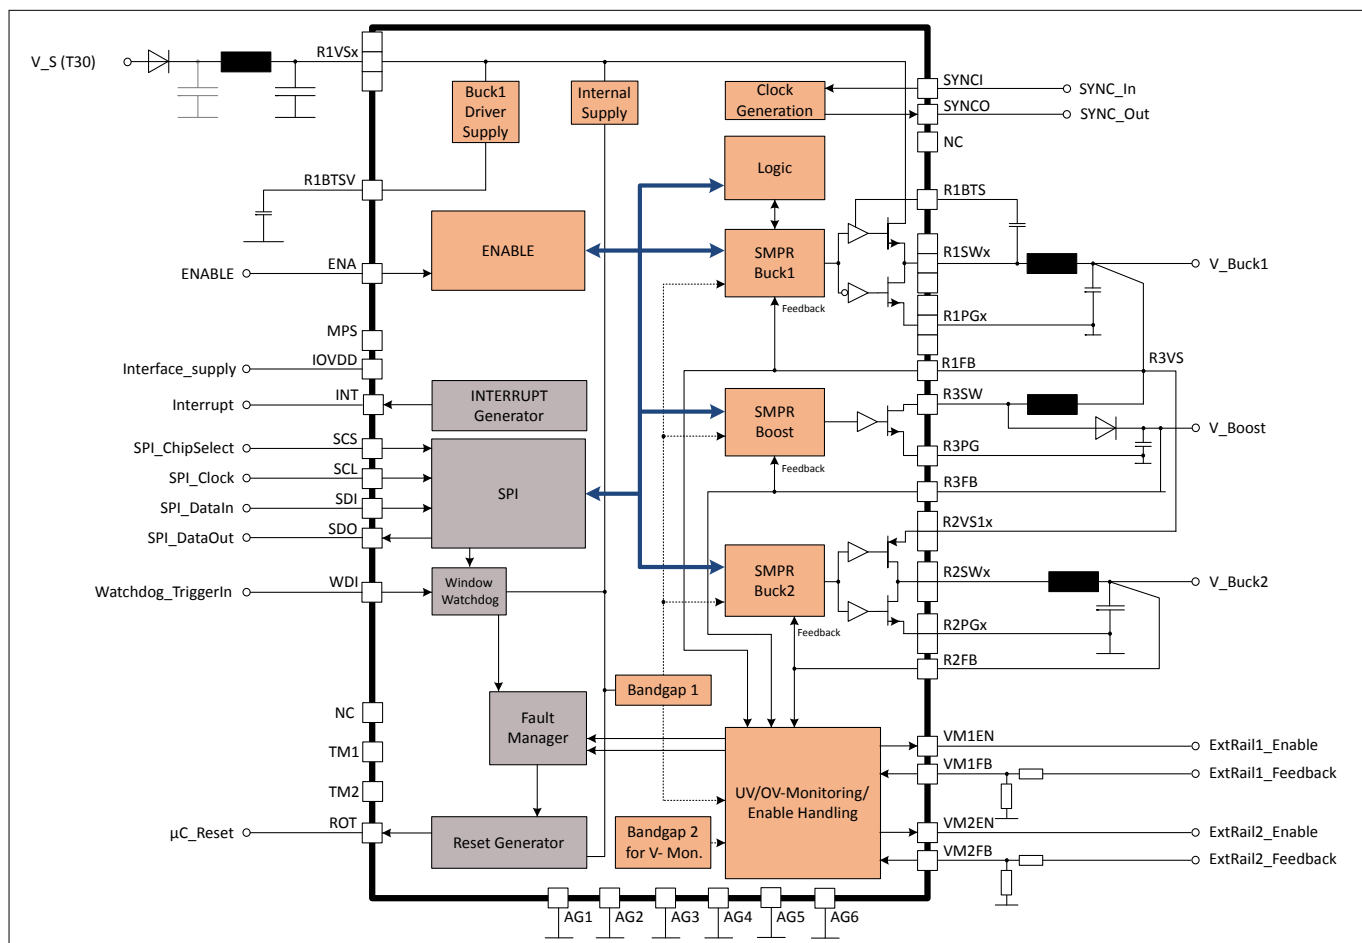 V_S (T30)
R1VSx
Buck1
Driver
Supply
Internal
Supply
Clock
Generation
SYNCI
SYNC_In
SYNCO
SYNC_Out
NC
Logic
R1BTSV
R1BTS
ENABLE
SMPR
Buck1
R1SWx
V_Buck1
ENABLE
ENA
Feedback
R1PGx
MPS
IOVDD
Interface_supply
R1FB
R3VS
INT
Interrupt
INTERRUPT
Generator
SMPR
Boost
R3SW
V_Boost
SCS
SPI_ChipSelect
R3PG
Feedback
SCL
SPI_Clock
SPI
R3FB
SDI
SPI_DataIn
SDO
SPI_DataOut
R2VS1x
SMPR
Buck2
R2SWx
V_Buck2
WDI
Watchdog_TriggerIn
Window
Watchdog
R2PGx
Feedback
R2FB
Bandgap 1
NC
Fault
Manager
TM1
TM2
VM1EN
ExtRail1_Enable
VM1FB
ExtRail1_Feedback
UV/OV-Monitoring/
Enable Handling
ROT
µC_Reset
Reset Generator
Bandgap 2
for V- Mon.
VM2EN
ExtRail2_Enable
VM2FB
ExtRail2_Feedback
AG1
AG2
AG3
AG4
AG5
AG6